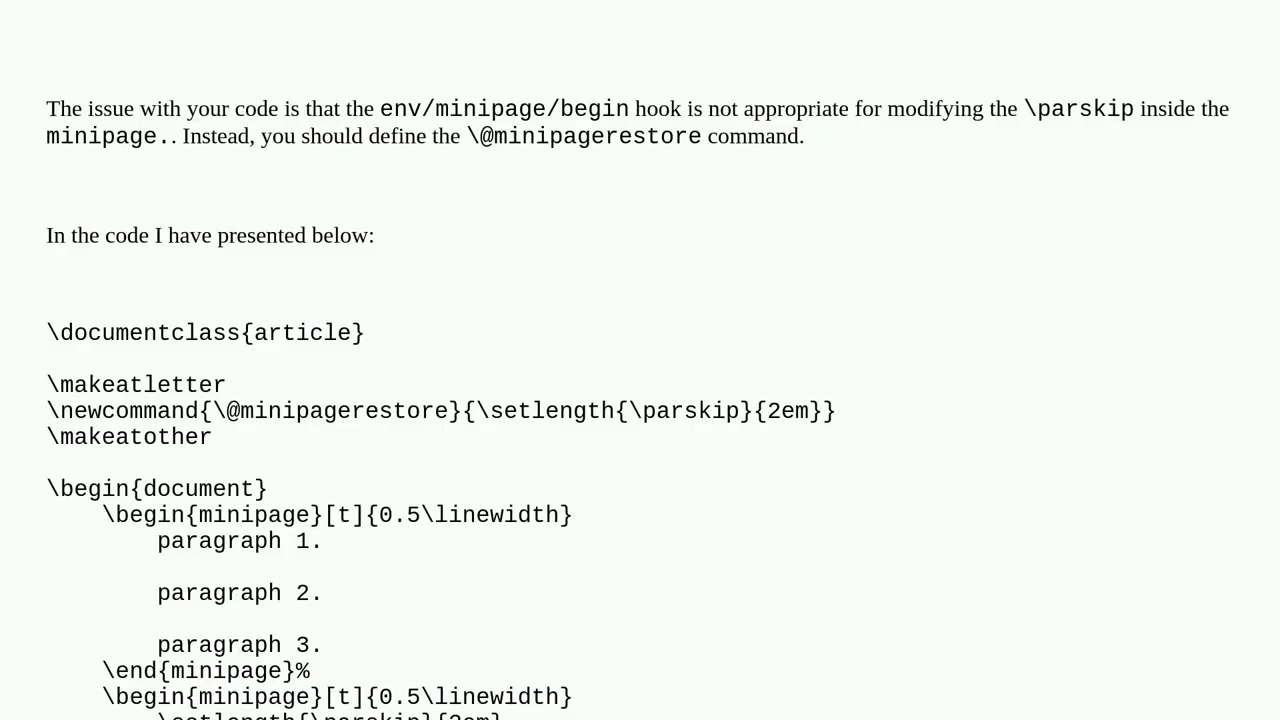 The issue with your code is that the env/minipage/begin hook is not appropriate for modifying the \parskip inside the
minipage.. Instead, you should define the \@minipagerestore command.
In the code I have presented below:
\documentclass{article}
\makeatletter
\newcommand{\@minipagerestore}{\setlength{\parskip}{2em}}
\makeatother
\begin{document}
\begin{minipage}[t]{0.5\linewidth}
paragraph 1.
paragraph 2.
paragraph 3.
\end{minipage}%
\begin{minipage}[t]{0.5\linewidth}
\setlength{\parskip}{2em}